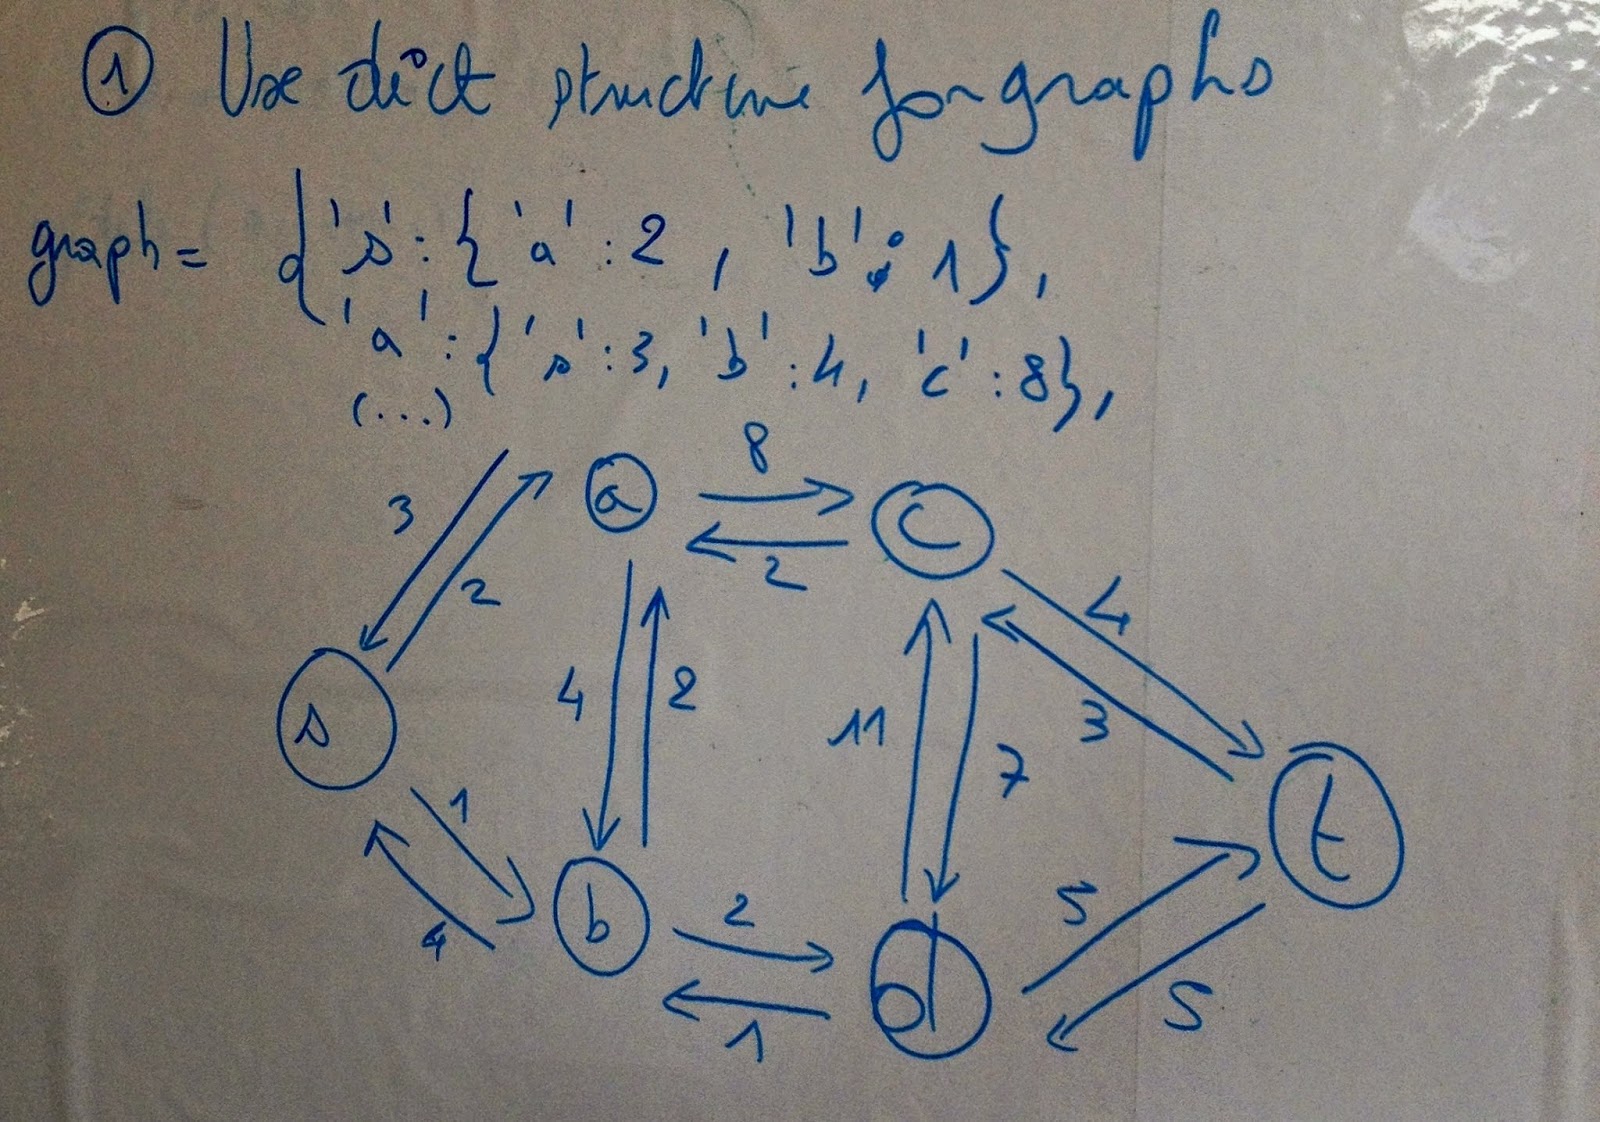 ① Use dict structure for graphs
graph = {'s': {'a': 2, 'b': 1},
'a': {'s': 3, 'b': 4, 'c': 8},
(...)
8
3 a c
2 2 4
s 4 2 11 7 3 t
1
4 b 2 d 5
1 5